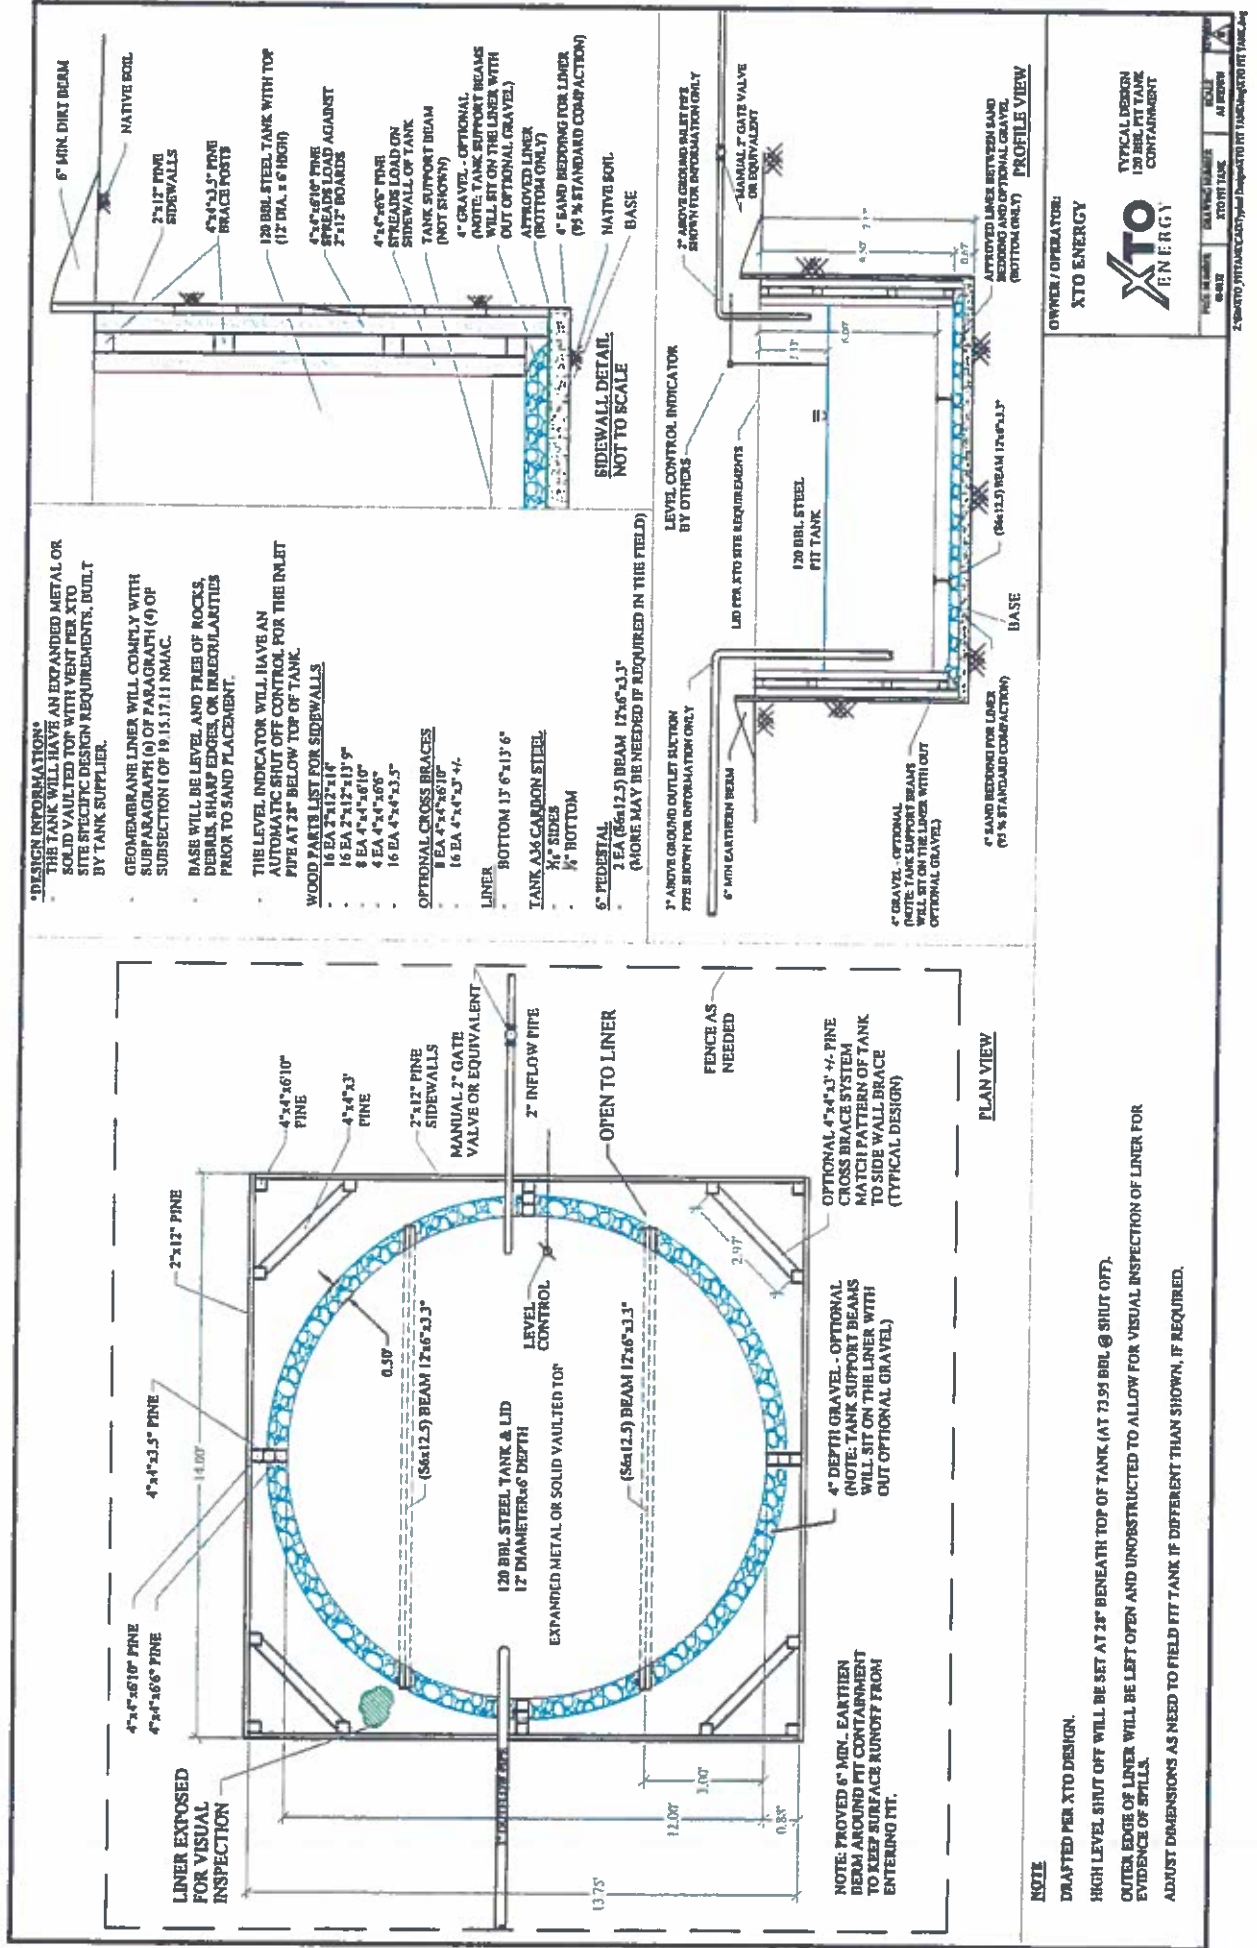 *DESIGN INFORMATION*
- THE TANK WILL HAVE AN EXPANDED METAL OR
SOLID VAULTED TOP WITH VENT PER XTO
SITE SPECIFIC DESIGN REQUIREMENTS, BUILT
BY TANK SUPPLIER.
- GEOMEMBRANE LINER WILL COMPLY WITH
SUBPARAGRAPH (a) OF PARAGRAPH (4) OF
SUBSECTION I OF 19.15.17.11 NMAC.
- BASE WILL BE LEVEL AND FREE OF ROCKS,
DEBRIS, SHARP EDGES, OR IRREGULARITIES
PRIOR TO SAND PLACEMENT.
- THE LEVEL INDICATOR WILL HAVE AN
AUTOMATIC SHUT OFF CONTROL FOR THE INLET
PIPE AT 28" BELOW TOP OF TANK.
WOOD PARTS LIST FOR SIDEWALLS
- 16 EA 2"x12"x14'
- 16 EA 2"x12"x13'9"
- 8 EA 4"x4"x6'10"
- 4 EA 4"x4"x6'6"
- 16 EA 4"x4"x3.5"
OPTIONAL CROSS BRACES
- 8 EA 4"x4"x6'10"
- 16 EA 4"x4"x3' +/-
LINER
- BOTTOM 13' 6"x13' 6"
TANK A36 CARBON STEEL
- SIDES
- BOTTOM
6" PEDESTAL
- 2 EA (S6x12.5) BEAM 12'x6"x3.3"
(MORE MAY BE NEEDED IF REQUIRED IN THE FIELD)
6" MIN. DIRT BERM
NATIVE SOIL
2"x12" PINE
SIDEWALLS
4"x4"x3.5" PINE
BRACE POSTS
120 BBL STEEL TANK WITH TOP
(12' DIA. x 6' HIGH)
4"x4"x6'10" PINE
SPREADS LOAD AGAINST
2"x12" BOARDS
4"x4"x6'6" PINE
SPREADS LOAD ON
SIDEWALL OF TANK
TANK SUPPORT BEAM
(NOT SHOWN)
4" GRAVEL - OPTIONAL
(NOTE: TANK SUPPORT BEAMS
WILL SIT ON THE LINER WITH
OUT OPTIONAL GRAVEL)
APPROVED LINER
(BOTTOM ONLY)
4" SAND BEDDING FOR LINER
(95 % STANDARD COMPACTION)
NATIVE SOIL
BASE
SIDEWALL DETAIL
NOT TO SCALE
4"x4"x6'10" PINE
4"x4"x6'6" PINE
4"x4"x3.5" PINE
2"x12" PINE
4"x4"x6'10"
PINE
4"x4"x3'
PINE
2"x12" PINE
SIDEWALLS
MANUAL 2" GATE
VALVE OR EQUIVALENT
14.00'
LINER EXPOSED
FOR VISUAL
INSPECTION
0.50'
(S6x12.5) BEAM 12'x6"x3.3"
120 BBL STEEL TANK & LID
12' DIAMETERx6' DEPTH
EXPANDED METAL OR SOLID VAULTED TOP
LEVEL
CONTROL
2" INFLOW PIPE
OPEN TO LINER
(S6x12.5) BEAM 12'x6"x3.3"
FENCE AS
NEEDED
13.75'
12.00'
3.00'
0.88'
2.97'
NOTE: PROVED 6" MIN. EARTHEN
BERM AROUND PIT CONTAINMENT
TO KEEP SURFACE RUNOFF FROM
ENTERING PIT.
4" DEPTH GRAVEL - OPTIONAL
(NOTE: TANK SUPPORT BEAMS
WILL SIT ON THE LINER WITH
OUT OPTIONAL GRAVEL)
OPTIONAL 4"x4"x3' +/- PINE
CROSS BRACE SYSTEM
MATCH PATTERN OF TANK
TO SIDE WALL BRACE
(TYPICAL DESIGN)
PLAN VIEW
3" ABOVE GROUND OUTLET SUCTION
PIPE SHOWN FOR INFORMATION ONLY
6" MIN EARTHERN BERM
LEVEL CONTROL INDICATOR
BY OTHERS
LID PER XTO SITE REQUIREMENTS
2" ABOVE GROUND INLET PIPE
SHOWN FOR INFORMATION ONLY
MANUAL 2" GATE VALVE
OR EQUIVALENT
120 BBL STEEL
PIT TANK
6.00'
0.67
4" GRAVEL - OPTIONAL
(NOTE: TANK SUPPORT BEAMS
WILL SIT ON THE LINER WITH OUT
OPTIONAL GRAVEL)
4" SAND BEDDING FOR LINER
(95 % STANDARD COMPACTION)
BASE
(S6x12.5) BEAM 12'x6"x3.3"
APPROVED LINER BETWEEN SAND
BEDDING AND OPTIONAL GRAVEL
(BOTTOM ONLY)
PROFILE VIEW
NOTE
DRAFTED PER XTO DESIGN.
HIGH LEVEL SHUT OFF WILL BE SET AT 28" BENEATH TOP OF TANK (AT 73.95 BBL @ SHUT OFF).
OUTER EDGE OF LINER WILL BE LEFT OPEN AND UNOBSTRUCTED TO ALLOW FOR VISUAL INSPECTION OF LINER FOR
EVIDENCE OF SPILLS.
ADJUST DIMENSIONS AS NEED TO FIELD FIT TANK IF DIFFERENT THAN SHOWN, IF REQUIRED.
OWNER / OPERATOR:
XTO ENERGY
XTO
ENERGY
TYPICAL DESIGN
120 BBL PIT TANK
CONTAINMENT
DRAWING NUMBER
XTO PIT TANK
SCALE
AS SHOWN